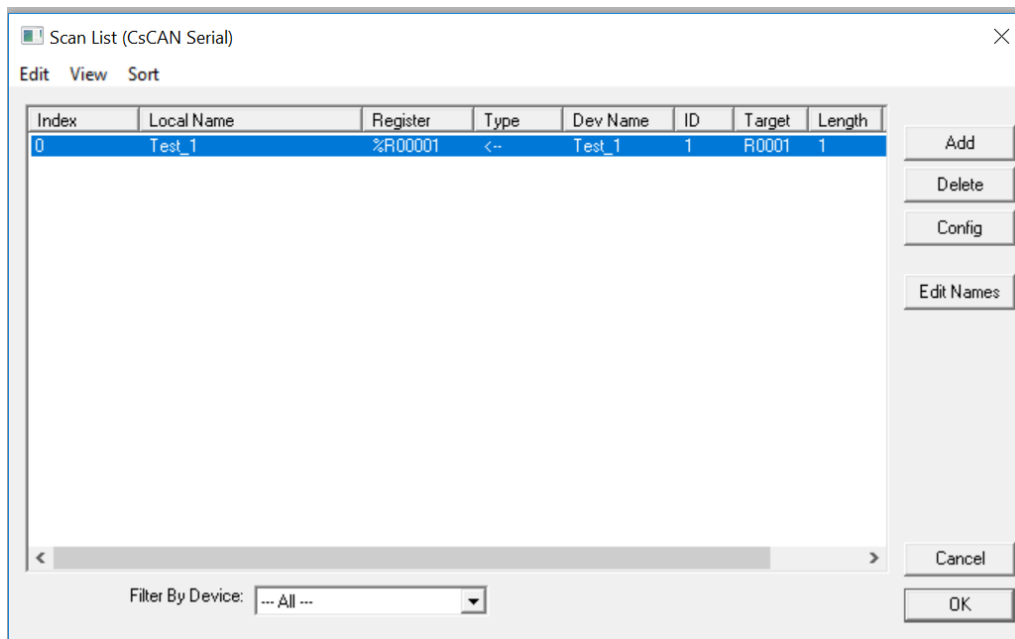 Scan List (CsCAN Serial)
Edit View Sort
Index Local Name Register Type Dev Name ID Target Length
0 Test_1 %R00001 <-- Test_1 1 R0001 1
Add
Delete
Config
Edit Names
Cancel
Filter By Device: --- All ---
OK